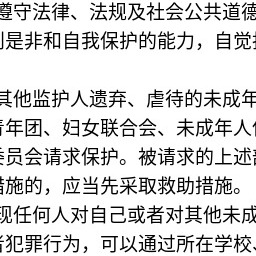 遵守法律、法规及社会公共道德
别是非和自我保护的能力，自觉
其他监护人遗弃、虐待的未成年
青年团、妇女联合会、未成年人
委员会请求保护。被请求的上述
措施的，应当先采取救助措施。
现任何人对自己或者对其他未成
者犯罪行为，可以通过所在学校、